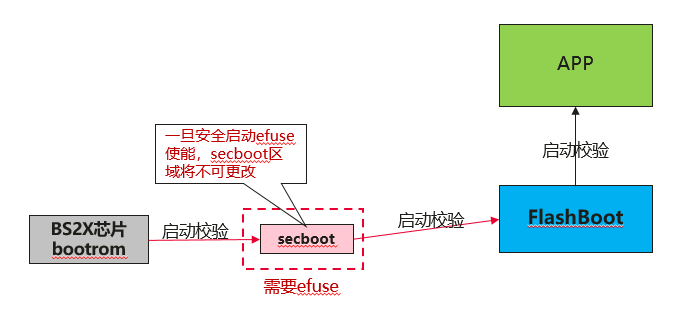 APP
启动校验
一旦安全启动efuse
使能，secboot区
域将不可更改
BS2X芯片
bootrom
启动校验
secboot
启动校验
FlashBoot
需要efuse